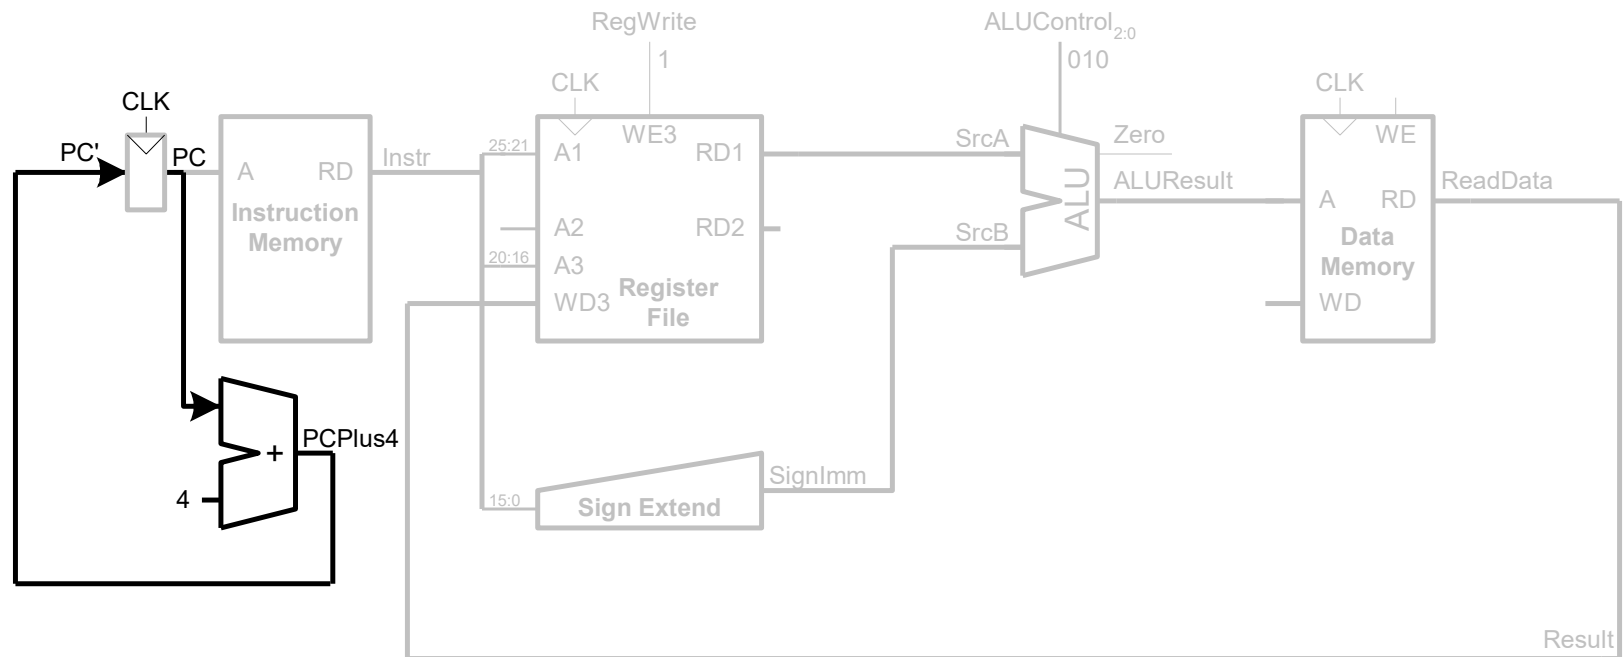 RegWrite
ALUControl2:0
1
010
CLK
CLK
CLK
PC'
PC
A
RD
Instruction
Memory
Instr
25:21
A1
WE3
RD1
A2
RD2
20:16
A3
WD3
Register
File
SrcA
SrcB
ALU
Zero
ALUResult
WE
A
RD
Data
Memory
WD
ReadData
+
PCPlus4
4
15:0
Sign Extend
SignImm
Result